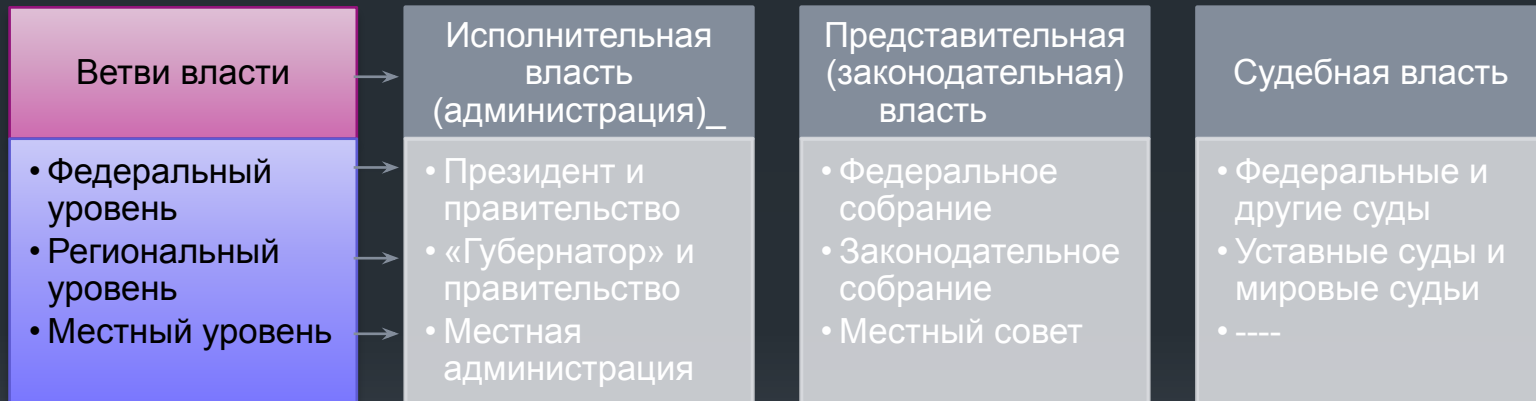 Ветви власти
• Федеральный
уровень
• Региональный
уровень
• Местный уровень
Исполнительная
власть
(администрация)_
• Президент и
правительство
• «Губернатор» и
правительство
• Местная
администрация
Представительная
(законодательная)
власть
• Федеральное
собрание
• Законодательное
собрание
• Местный совет
Судебная власть
• Федеральные и
другие суды
• Уставные суды и
мировые судьи
• ----